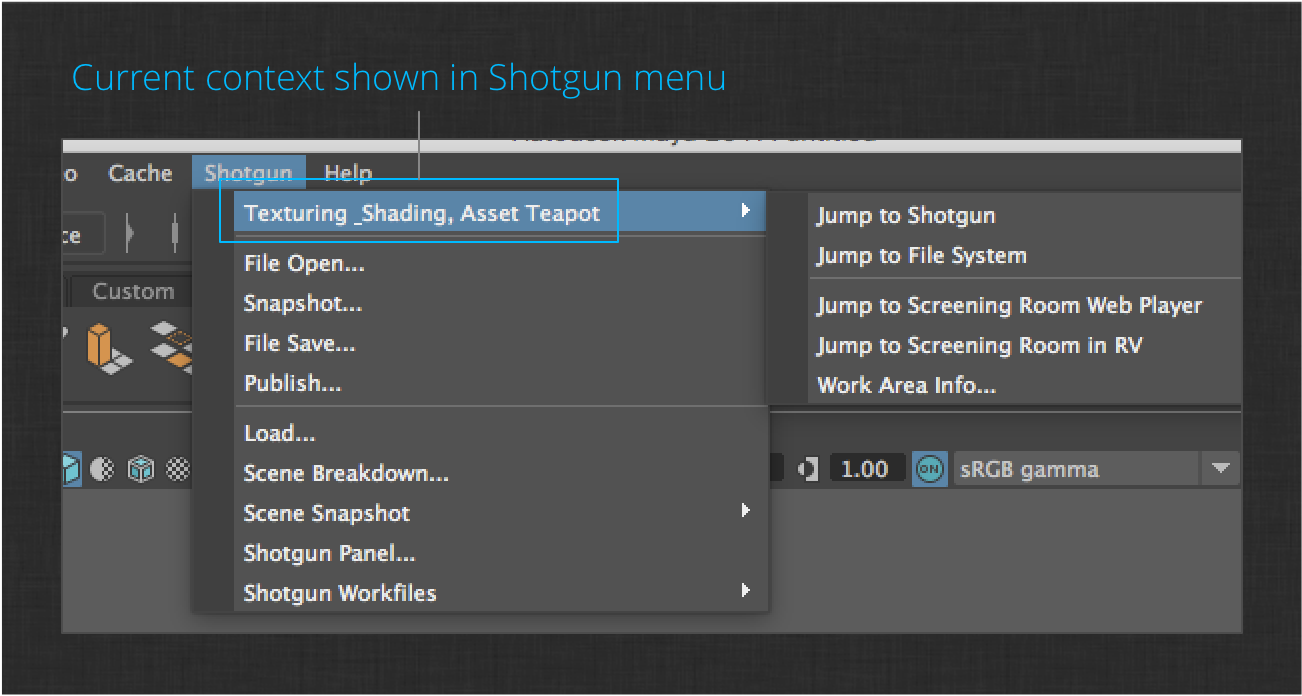 Current context shown in Shotgun menu
Cache Shotgun Help
Texturing _Shading, Asset Teapot
Jump to Shotgun
Jump to File System
Jump to Screening Room Web Player
Jump to Screening Room in RV
Work Area Info...
File Open...
Snapshot...
File Save...
Publish...
Load...
Scene Breakdown...
Scene Snapshot
Shotgun Panel...
Shotgun Workfiles
Custom
1.00 ON sRGB gamma